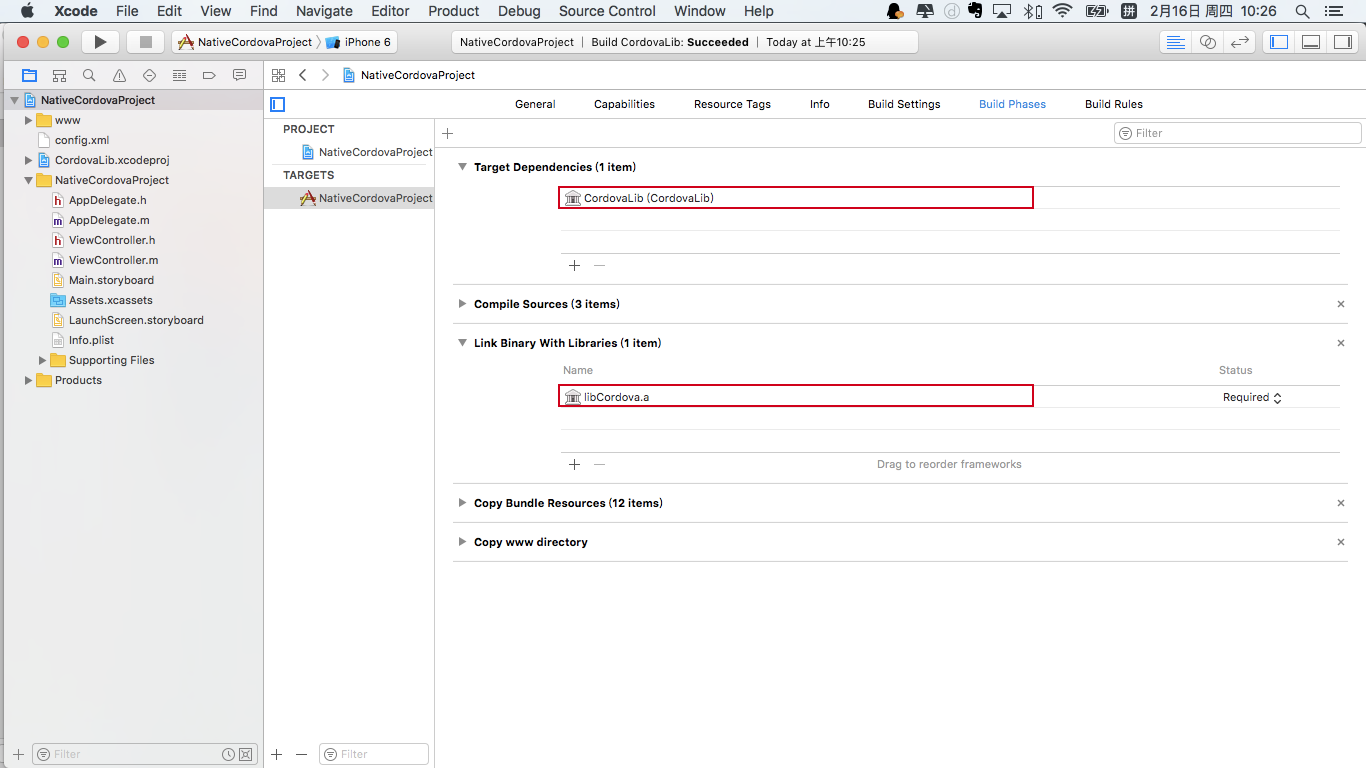 Xcode File Edit View Find Navigate Editor Product Debug Source Control Window Help 拼 2月16日 周四 10:26
NativeCordovaProject iPhone 6 NativeCordovaProject | Build CordovaLib: Succeeded | Today at 上午10:25
NativeCordovaProject
NativeCordovaProject
www
config.xml
CordovaLib.xcodeproj
NativeCordovaProject
h AppDelegate.h
m AppDelegate.m
h ViewController.h
m ViewController.m
Main.storyboard
Assets.xcassets
LaunchScreen.storyboard
Info.plist
Supporting Files
Products
Filter
General Capabilities Resource Tags Info Build Settings Build Phases Build Rules
PROJECT
NativeCordovaProject
TARGETS
NativeCordovaProject
Filter
Filter
Target Dependencies (1 item)
CordovaLib (CordovaLib)
Compile Sources (3 items)
Link Binary With Libraries (1 item)
Name Status
libCordova.a Required
Drag to reorder frameworks
Copy Bundle Resources (12 items)
Copy www directory